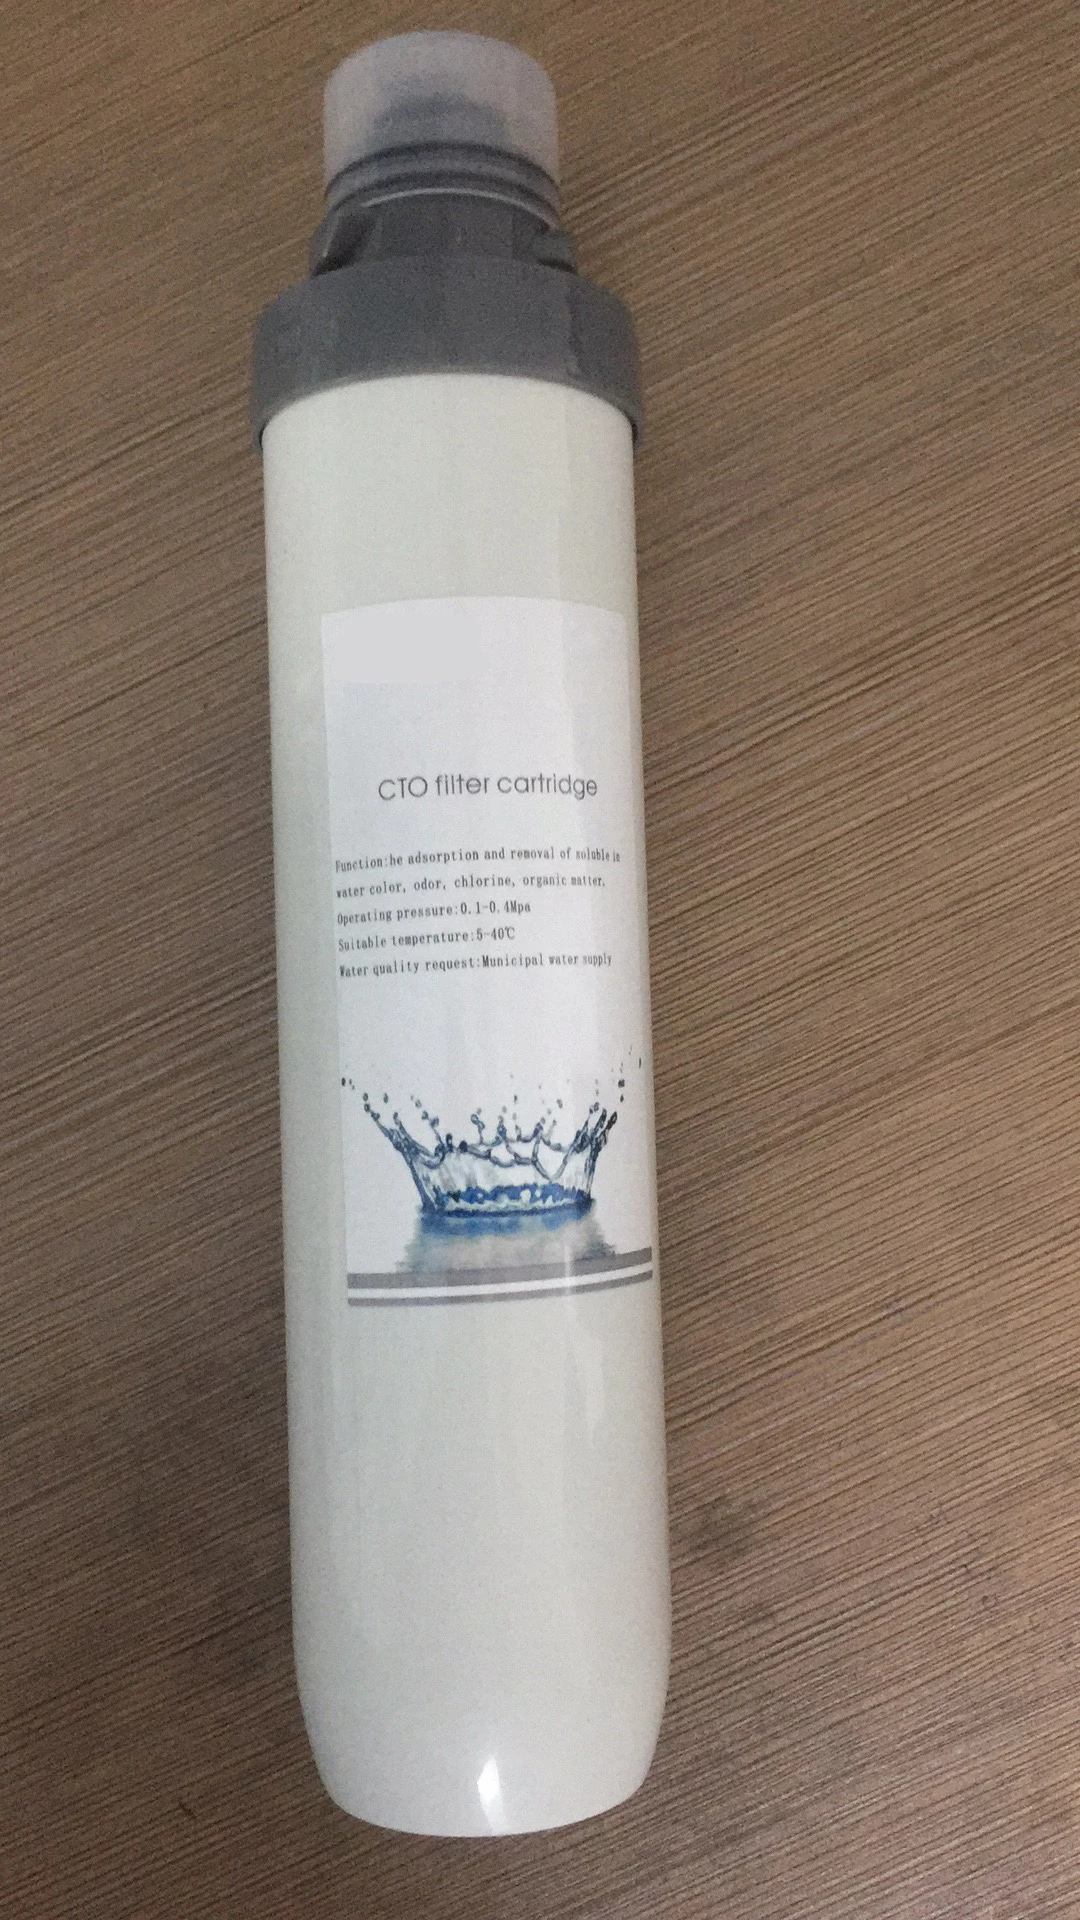 CTO filter cartridge
Function:he adsorption and removal of soluble in
water color, odor, chlorine, organic matter.
Operating pressure:0.1-0.4Mpa
Suitable temperature:5-40℃
Water quality request:Municipal water supply